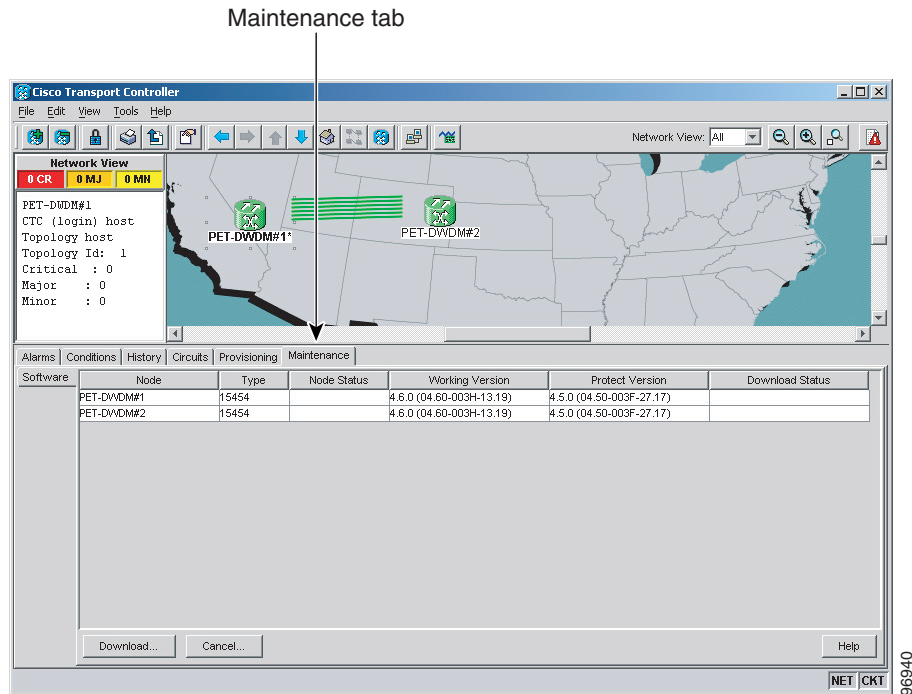 Maintenance tab
Cisco Transport Controller
File Edit View Tools Help
Network View: All
Network View
0 CR 0 MJ 0 MN
PET-DWDM#1
CTC (login) host
Topology host
Topology Id: 1
Critical : 0
Major : 0
Minor : 0
PET-DWDM#1*
PET-DWDM#2
Alarms Conditions History Circuits Provisioning Maintenance
Software
Node Type Node Status Working Version Protect Version Download Status
PET-DWDM#1 15454 4.6.0 (04.60-003H-13.19) 4.5.0 (04.50-003F-27.17)
PET-DWDM#2 15454 4.6.0 (04.60-003H-13.19) 4.5.0 (04.50-003F-27.17)
Download... Cancel... Help
NET CKT
96940